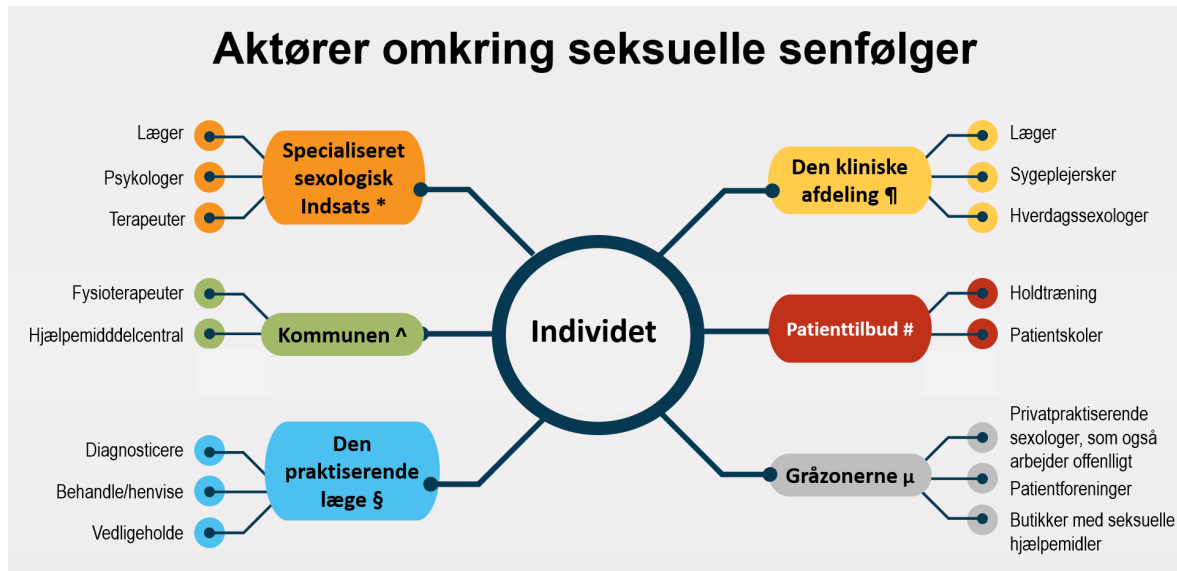 Aktører omkring seksuelle senfølger
Læger
Psykologer
Terapeuter
Specialiseret
sexologisk
Indsats *
Fysioterapeuter
Hjælpemidddelcentral
Kommunen ^
Diagnosticere
Behandle/henvise
Vedligeholde
Den
praktiserende
læge §
Individet
Den kliniske
afdeling ¶
Læger
Sygeplejersker
Hverdagssexologer
Patienttilbud #
Holdtræning
Patientskoler
Gråzonerne µ
Privatpraktiserende
sexologer, som også
arbejder offenlligt
Patientforeninger
Butikker med seksuelle
hjælpemidler